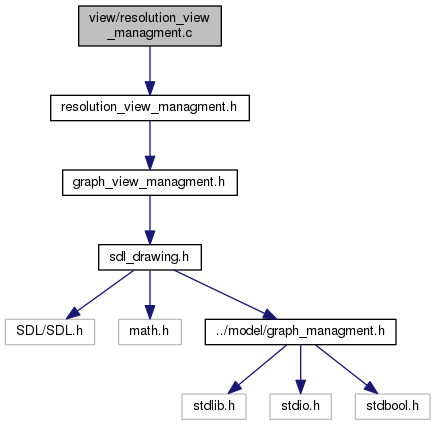 view/resolution_view
_managment.c
resolution_view_managment.h
graph_view_managment.h
sdl_drawing.h
SDL/SDL.h
math.h
../model/graph_managment.h
stdlib.h
stdio.h
stdbool.h